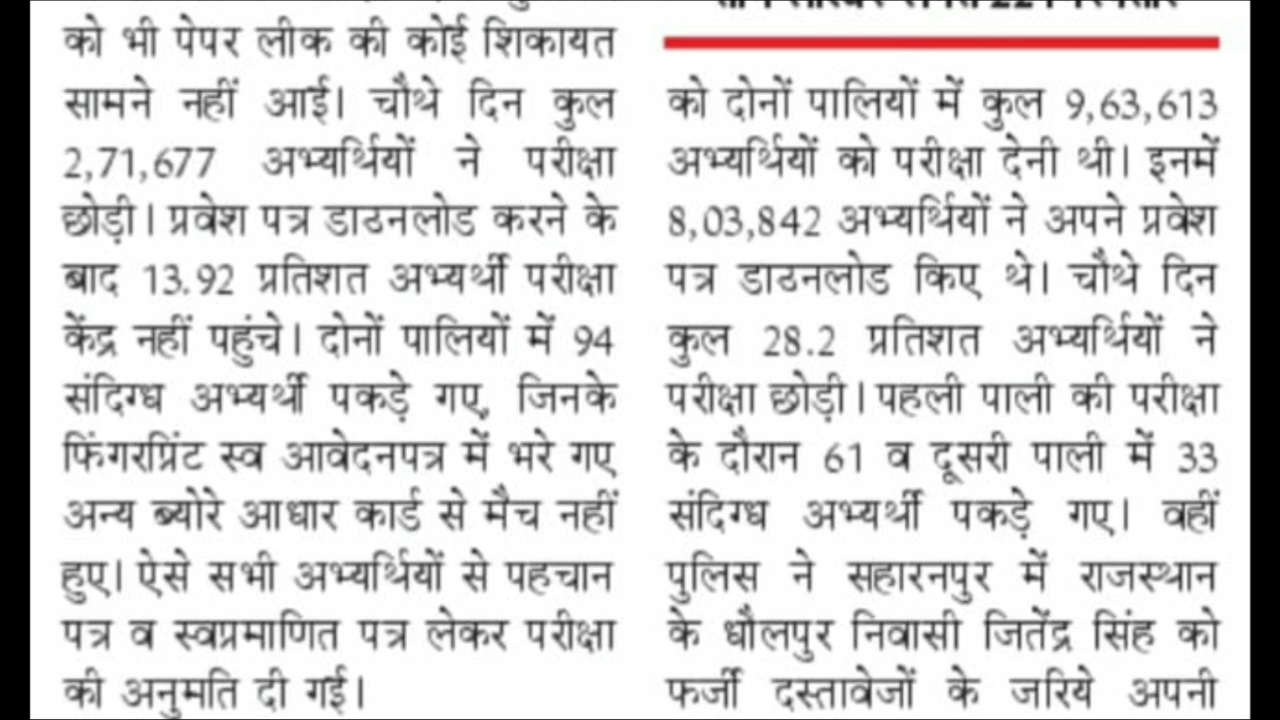 को भी पेपर लीक की कोई शिकायत
सामने नहीं आई। चौथे दिन कुल
2,71,677 अभ्यर्थियों ने परीक्षा
छोड़ी। प्रवेश पत्र डाठनलोड करने के
बाद 13.92 प्रतिशत अभ्यर्थी परीक्षा
केंद्र नहीं पहुंचे। दोनों पालियों में 94
संदिग्ध अभ्यर्थी पकड़े गए, जिनके
फिंगरप्रिंट स्व आवेदनपत्र में भरे गए
अन्य ब्योरे आधार कार्ड से मैच नहीं
हुए। ऐसे सभी अभ्यर्थियों से पहचान
पत्र व स्वप्रमाणित पत्र लेकर परीक्षा
की अनुमति दी गई।
को दोनों पालियों में कुल 9,63,613
अभ्यर्थियों को परीक्षा देनी थी। इनमें
8,03,842 अभ्यर्थियों ने अपने प्रवेश
पत्र डाठनलोड किए थे। चौथे दिन
कुल 28.2 प्रतिशत अभ्यर्थियों ने
परीक्षा छोड़ी। पहली पाली की परीक्षा
के दौरान 61 व दूसरी पाली में 33
संदिग्ध अभ्यर्थी पकड़े गए। वहीं
पुलिस ने सहारनपुर में राजस्थान
के धौलपुर निवासी जितेंद्र सिंह को
फर्जी दस्तावेजों के जरिये अपनी